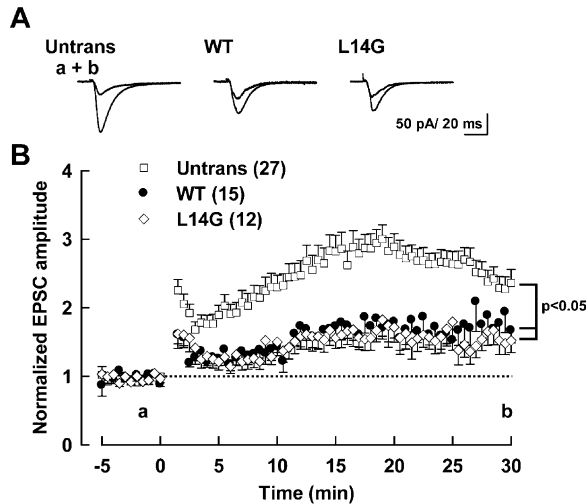 A
Untrans
a + b
WT
L14G
50 pA/ 20 ms
B
Normalized EPSC amplitude
4
3
2
1
0
Untrans (27)
WT (15)
L14G (12)
p<0.05
a
b
-5
0
5
10
15
20
25
30
Time (min)